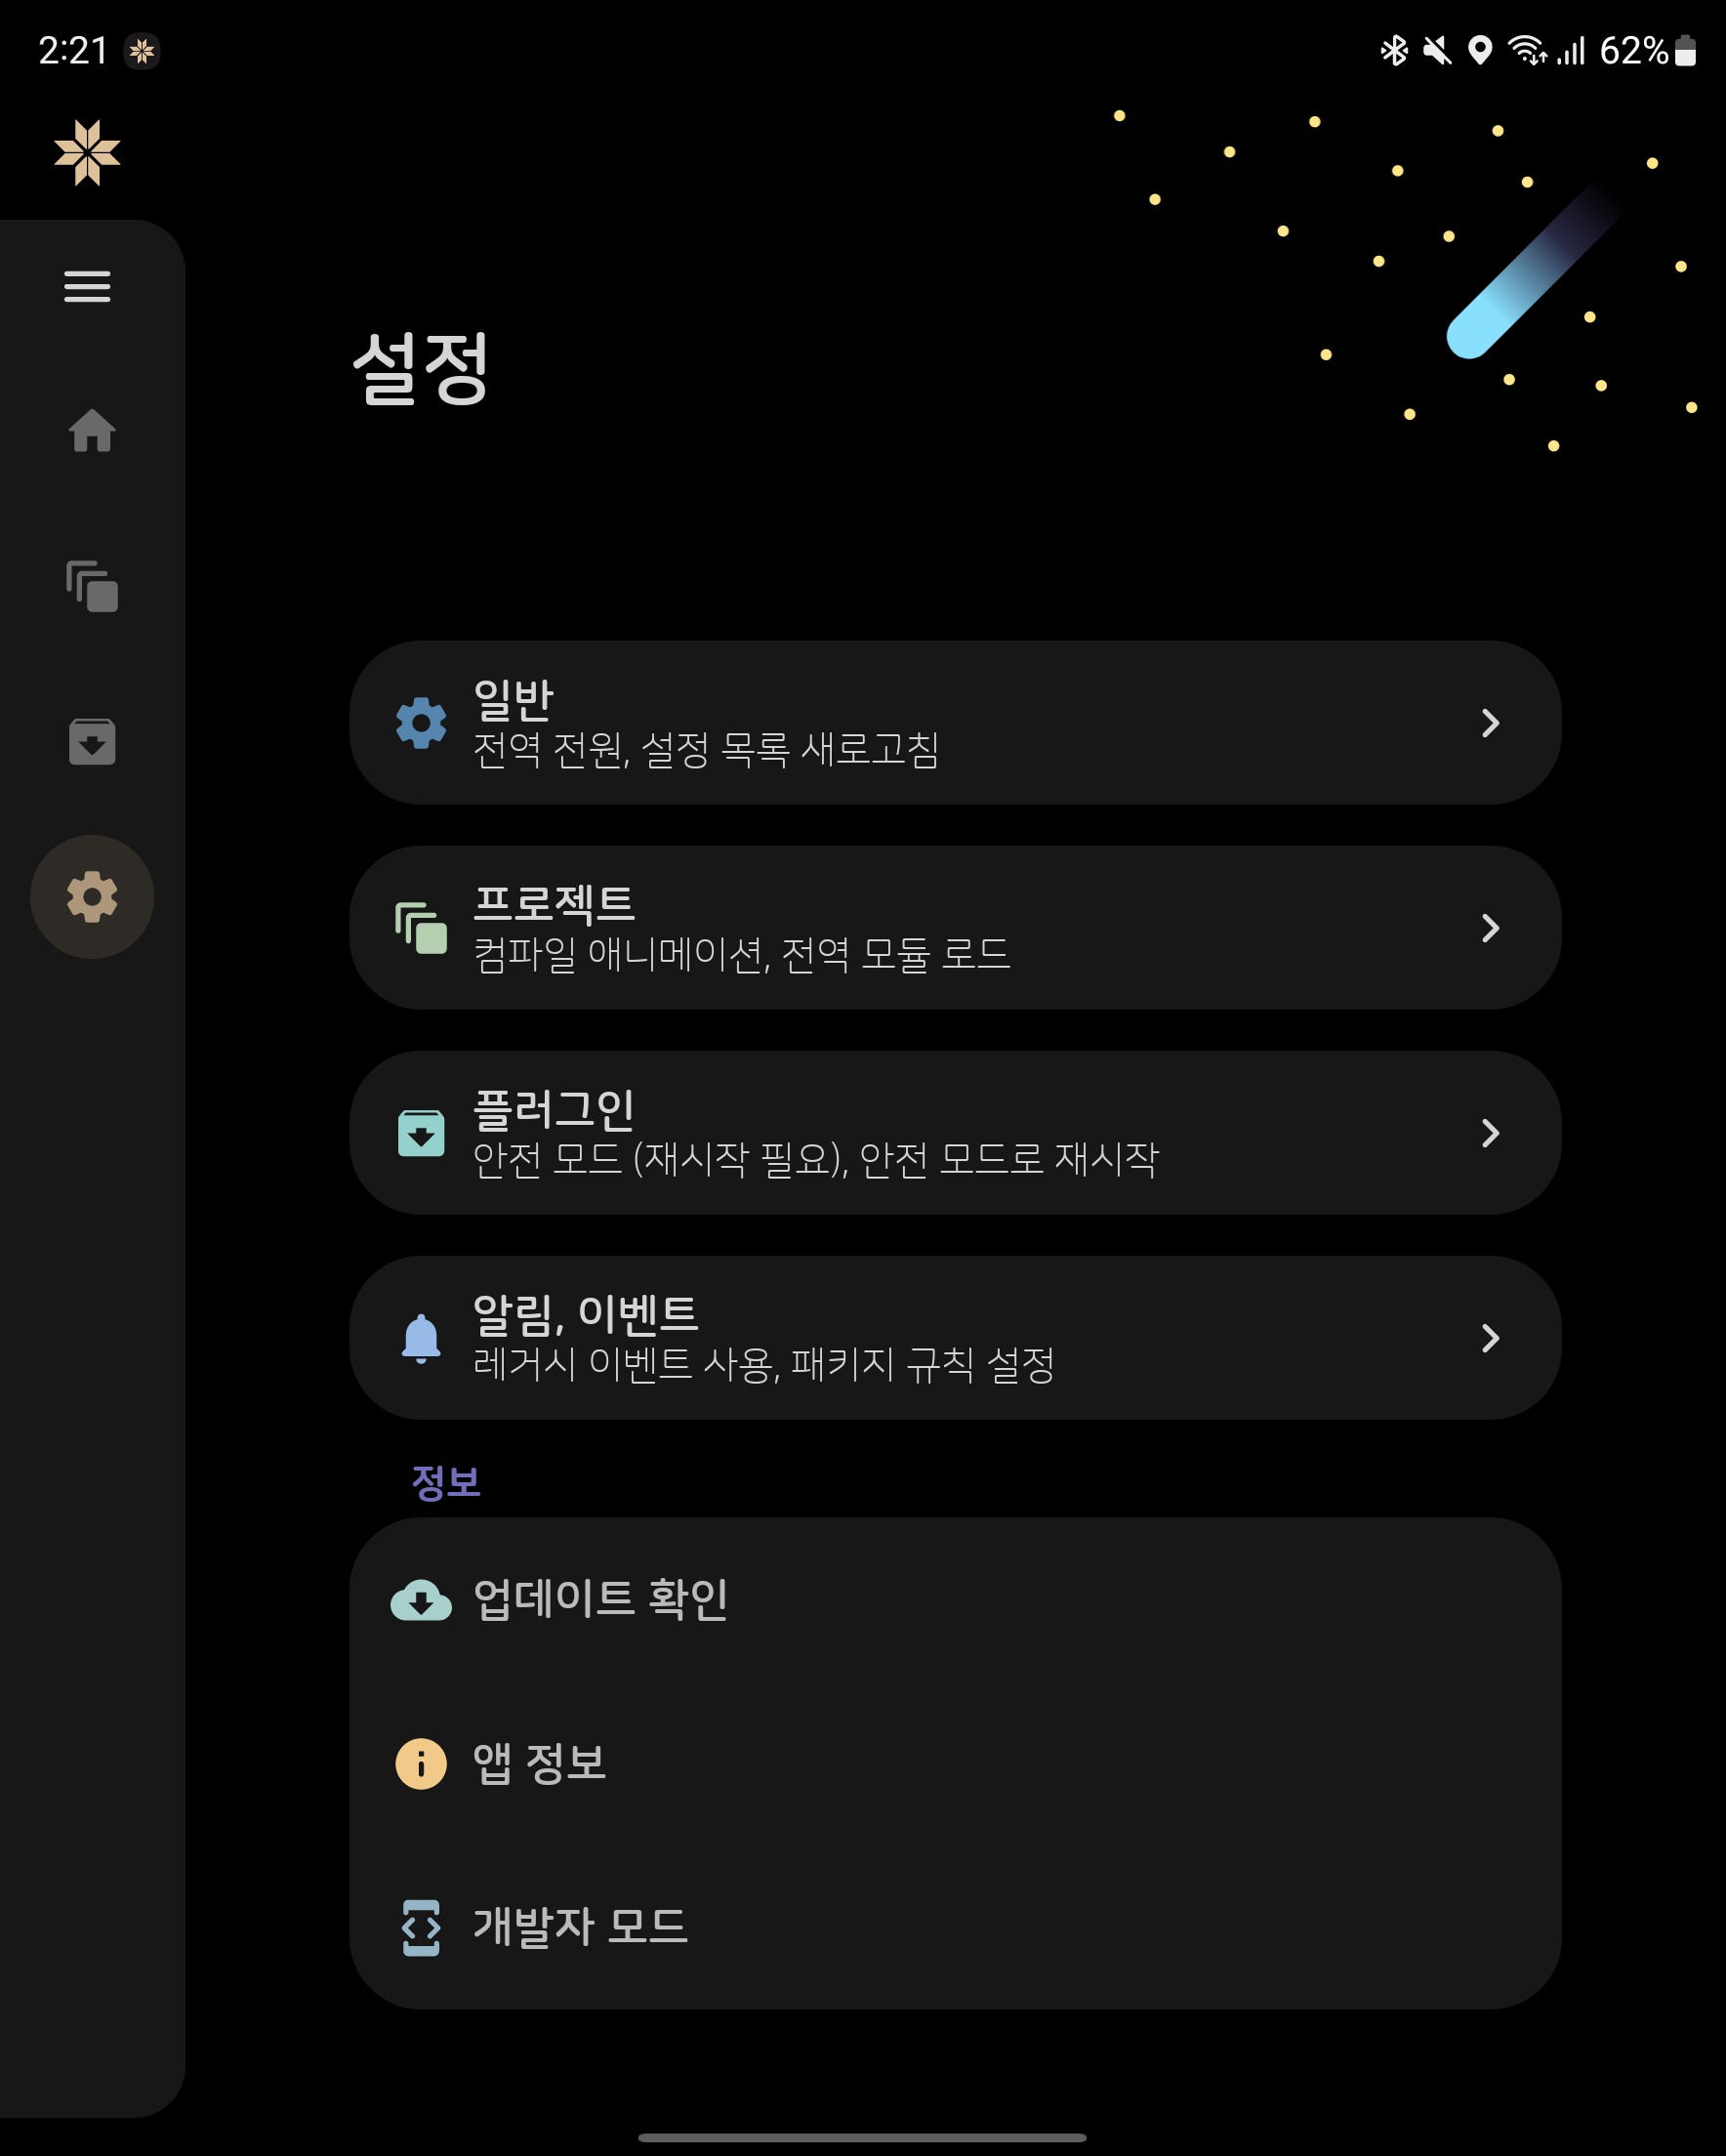 2:21
62%
설정
일반
전역 전원, 설정 목록 새로고침
프로젝트
컴파일 애니메이션, 전역 모듈 로드
플러그인
안전 모드 (재시작 필요), 안전 모드로 재시작
알림, 이벤트
레거시 이벤트 사용, 패키지 규칙 설정
정보
업데이트 확인
앱 정보
개발자 모드